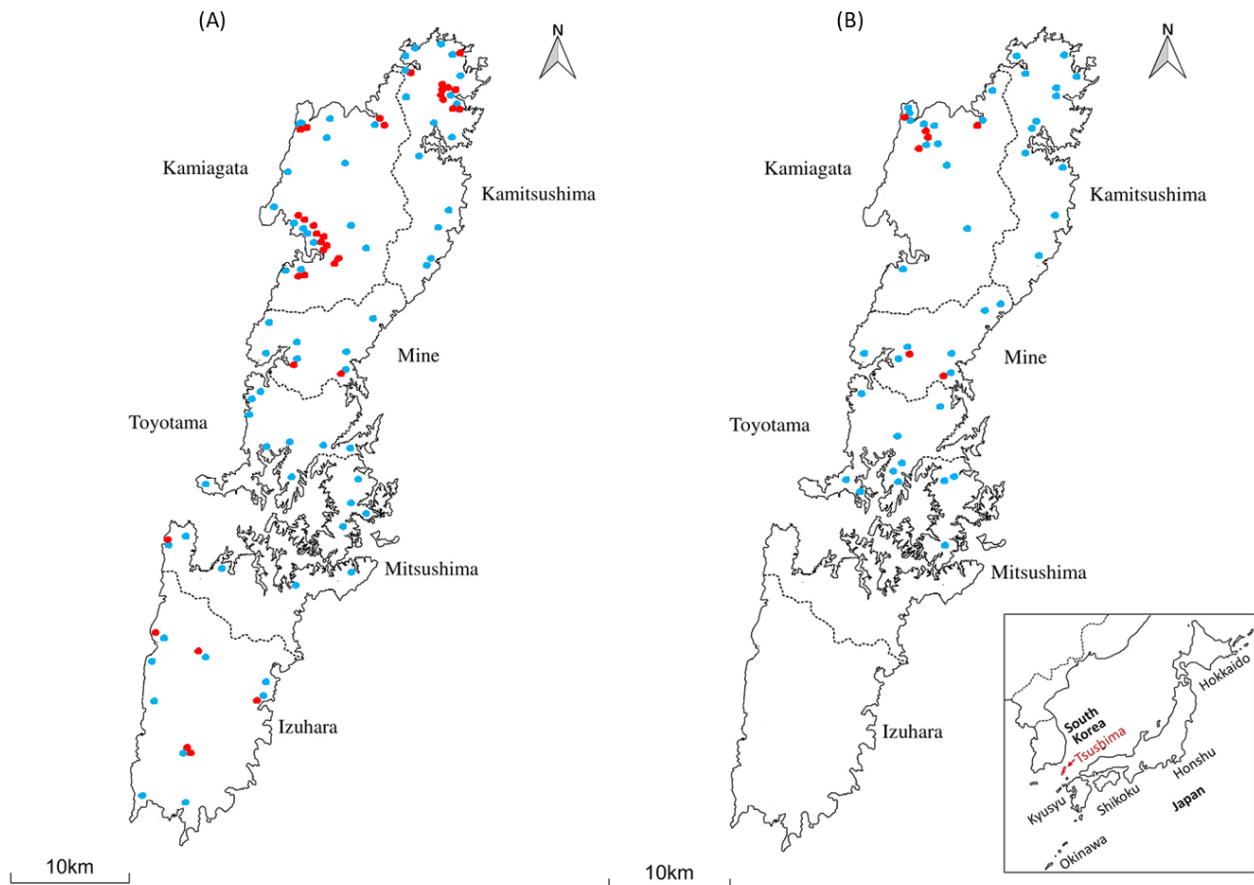 (A)
N
Kamiagata
Kamitsushima
Mine
Toyotama
Mitsushima
Izuhara
10km
(B)
N
Kamiagata
Kamitsushima
Mine
Toyotama
Mitsushima
Izuhara
10km
Hokkaido
South
Korea
Tsushima
Honshu
Japan
Shikoku
Kyusyu
Okinawa